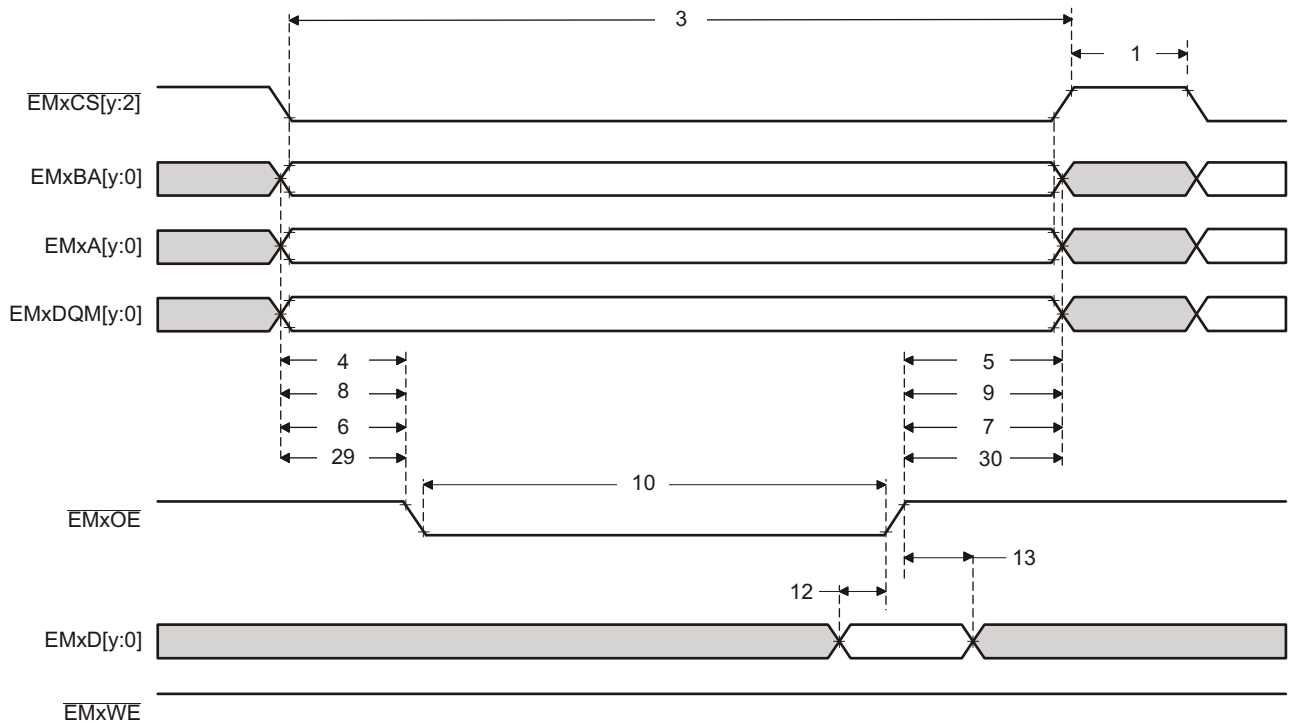 3
1
EMxCS[y:2]
EMxBA[y:0]
EMxA[y:0]
EMxDQM[y:0]
4 5
8 9
6 7
29 30
10
EMxOE
13
12
EMxD[y:0]
EMxWE